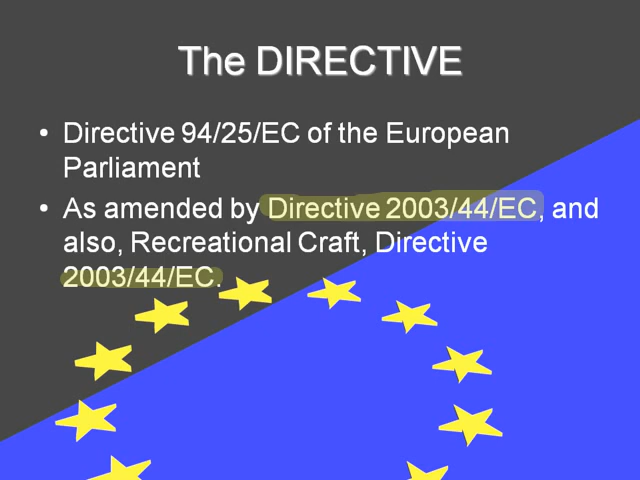 The DIRECTIVE
• Directive 94/25/EC of the European
Parliament
• As amended by Directive 2003/44/EC, and
also, Recreational Craft, Directive
2003/44/EC.